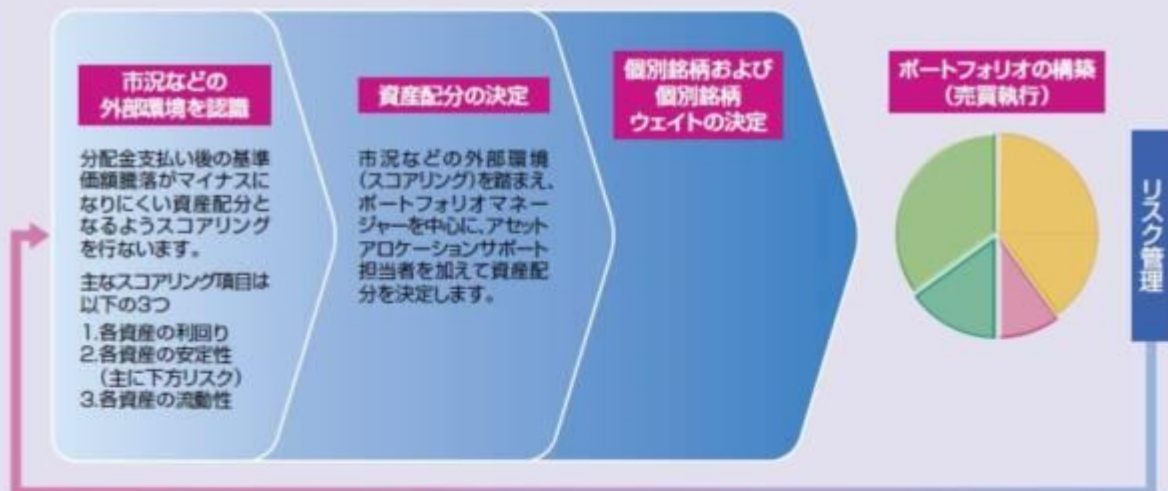 市況などの
外部環境を認識
分配金支払い後の基準
価額騰落がマイナスに
なりにくい資産配分と
なるようスコアリング
を行ないます。
主なスコアリング項目は
以下の3つ
1.各資産の利回り
2.各資産の安定性
(主に下方リスク)
3.各資産の流動性
資産配分の決定
市況などの外部環境
(スコアリング)を踏まえ、
ポートフォリオマネー
ジャーを中心に、アセット
アロケーションサポート
担当者を加えて資産配
分を決定します。
個別銘柄および
個別銘柄
ウェイトの決定
ポートフォリオの構築
(売買執行)
リスク管理